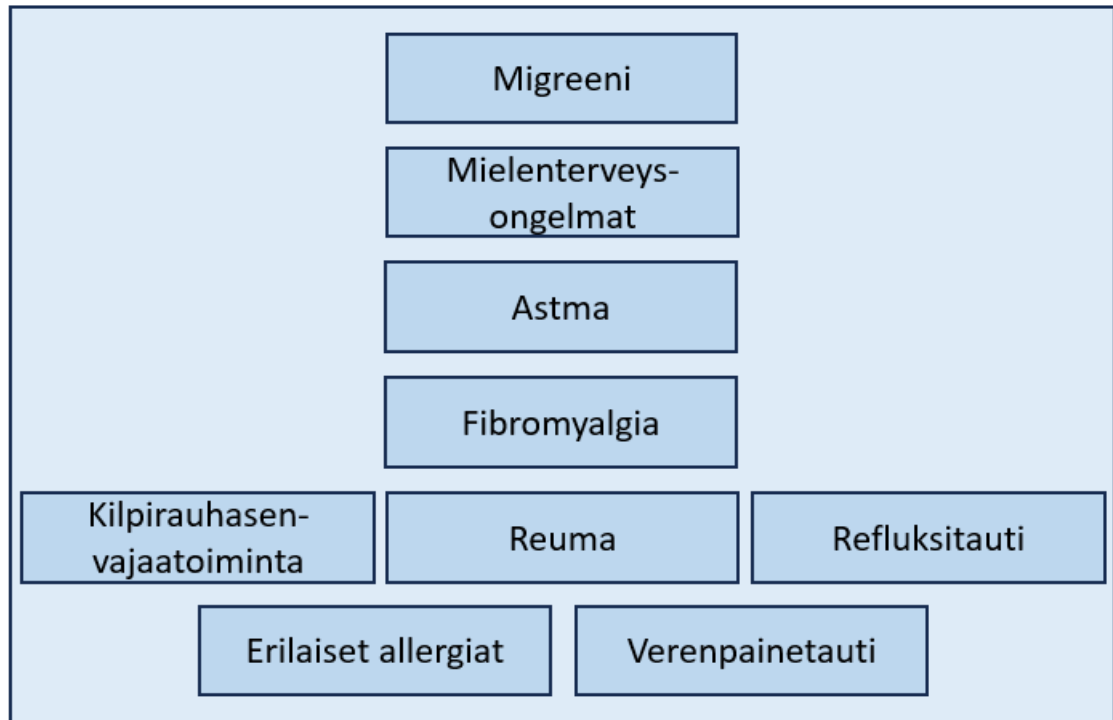 Migreeni
Mielenterveys-
ongelmat
Astma
Fibromyalgia
Kilpirauhasen-
vajaatoiminta
Reuma
Refluksitauti
Erilaiset allergiat
Verenpainetauti